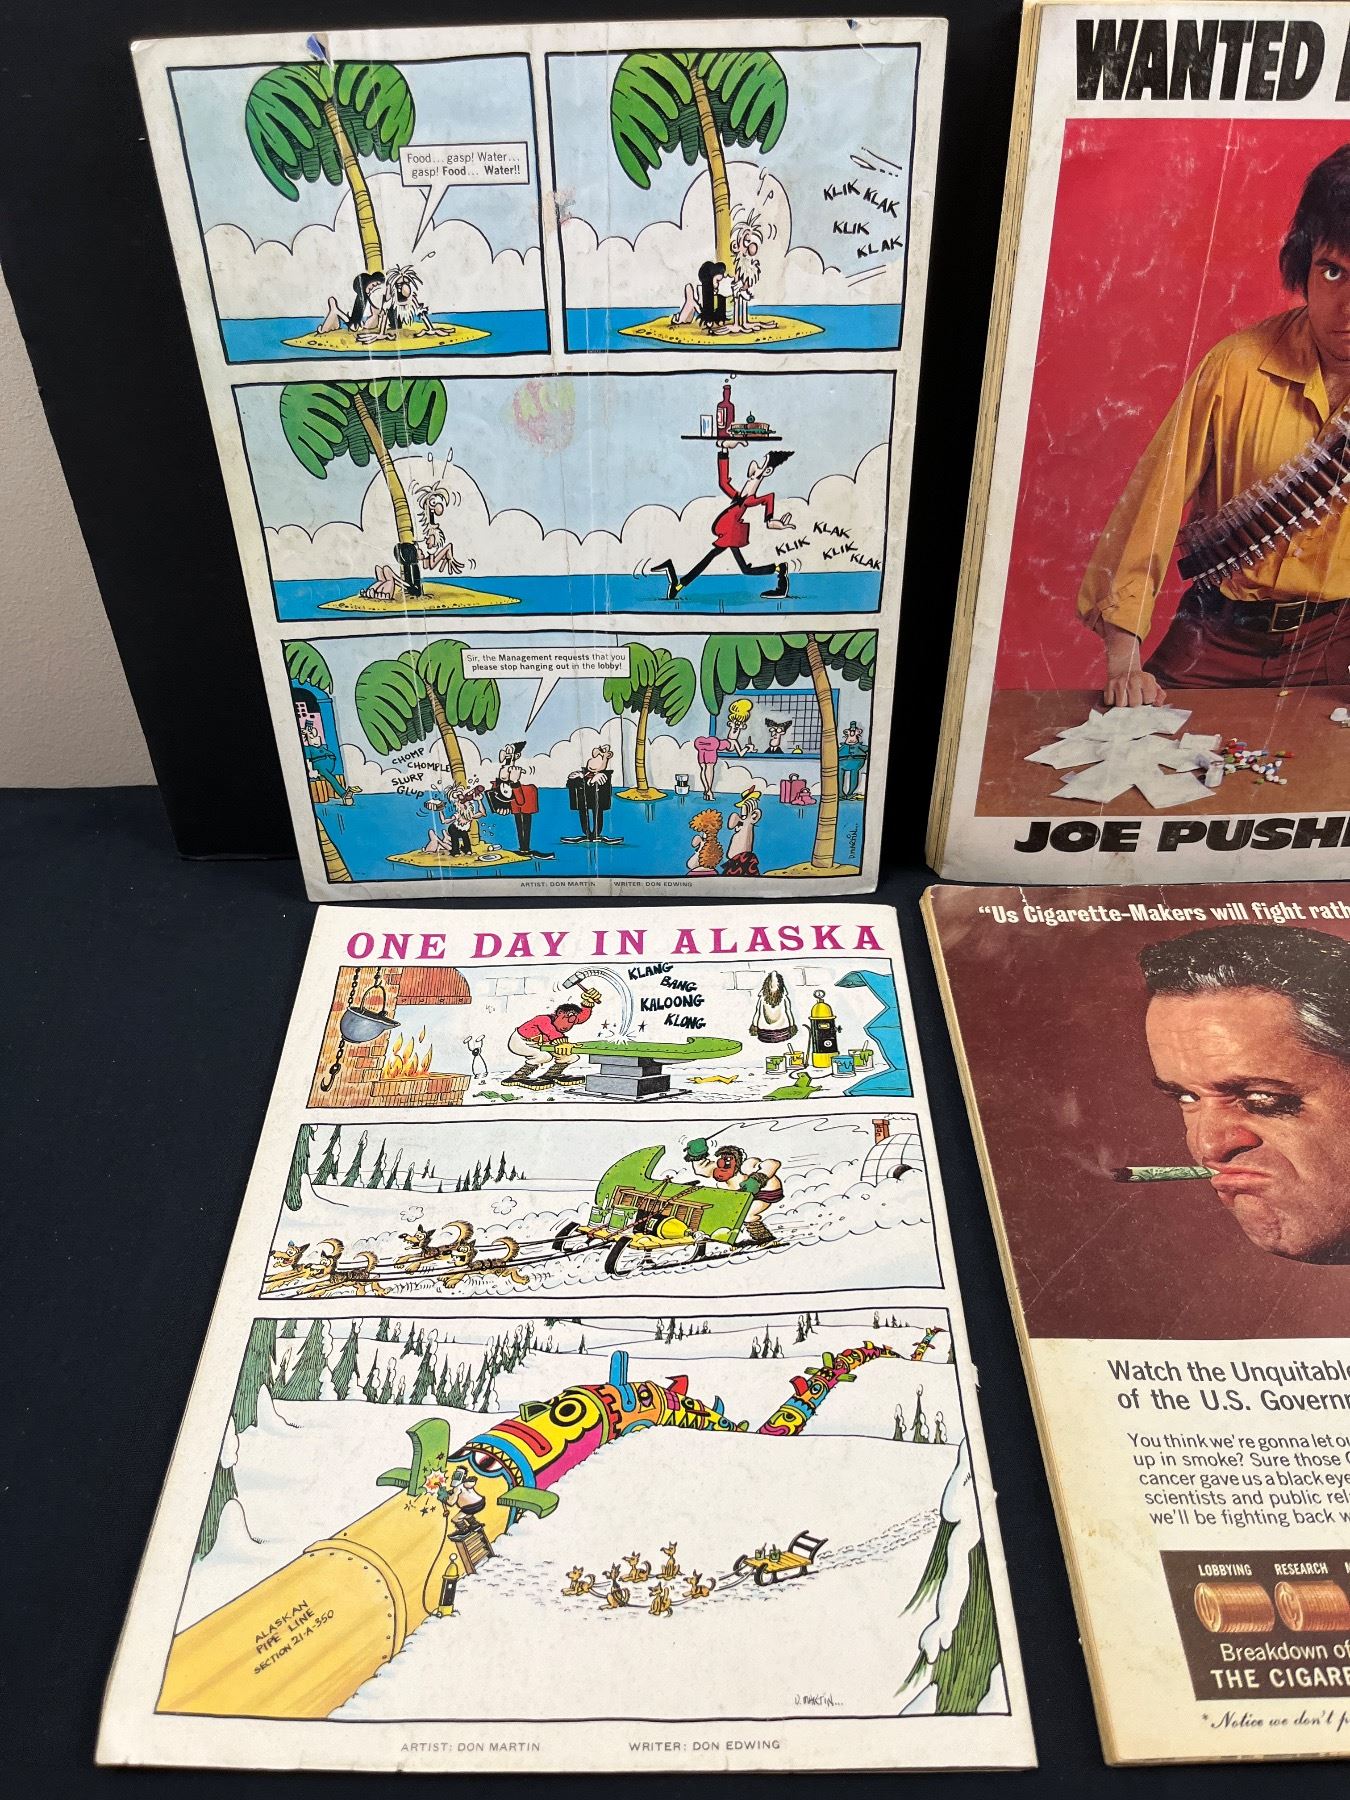 Food... gasp! Water...
gasp! Food... Water!!
KLIK KLAK
KLIK
KLAK
KLIK KLAK
KLIK KLAK
Sir, the Management requests that you
please stop hanging out in the lobby!
CHOMP
CHOMPLE
SLURP
GLUP
D. MARTIN...
ARTIST: DON MARTIN WRITER: DON EDWING
WANTED
JOE PUSH
ONE DAY IN ALASKA
KLANG
BANG
KALOONG
KLONG
ALASKAN
PIPE LINE
SECTION 21-A-350
D. MARTIN...
ARTIST: DON MARTIN WRITER: DON EDWING
"Us Cigarette-Makers will fight rath
Watch the Unquitable
of the U.S. Governm
You think we're gonna let ou
up in smoke? Sure those
cancer gave us a black eye
scientists and public rel
we'll be fighting back w
LOBBYING RESEARCH
Breakdown of
THE CIGAR
*Notice we don't p